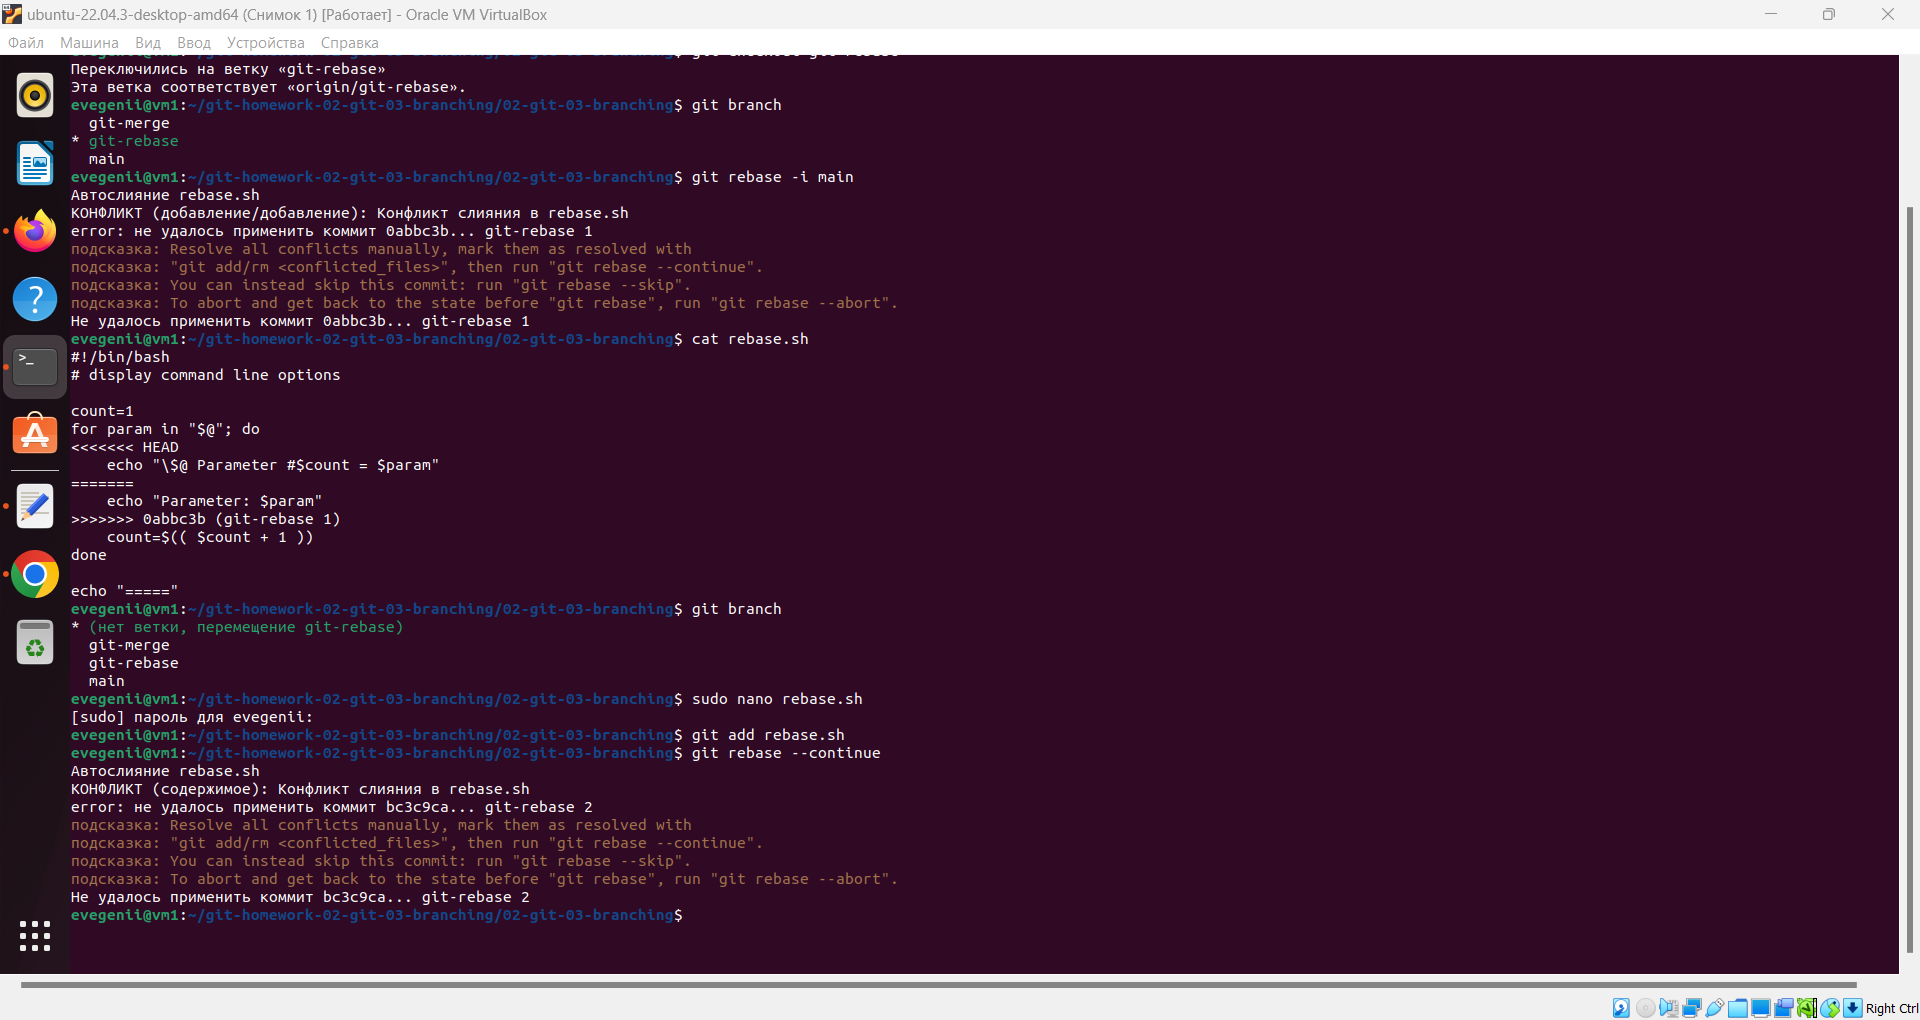 ubuntu-22.04.3-desktop-amd64 (Снимок 1) [Работает] - Oracle VM VirtualBox
Файл Машина Вид Ввод Устройства Справка
Переключились на ветку «git-rebase»
Эта ветка соответствует «origin/git-rebase».
evegenii@vm1:~/git-homework-02-git-03-branching/02-git-03-branching$ git branch
  git-merge
* git-rebase
  main
evegenii@vm1:~/git-homework-02-git-03-branching/02-git-03-branching$ git rebase -i main
Автослияние rebase.sh
КОНФЛИКТ (добавление/добавление): Конфликт слияния в rebase.sh
error: не удалось применить коммит 0abbc3b... git-rebase 1
подсказка: Resolve all conflicts manually, mark them as resolved with
подсказка: "git add/rm <conflicted_files>", then run "git rebase --continue".
подсказка: You can instead skip this commit: run "git rebase --skip".
подсказка: To abort and get back to the state before "git rebase", run "git rebase --abort".
Не удалось применить коммит 0abbc3b... git-rebase 1
evegenii@vm1:~/git-homework-02-git-03-branching/02-git-03-branching$ cat rebase.sh
#!/bin/bash
# display command line options

count=1
for param in "$@"; do
<<<<<<< HEAD
    echo "\$@ Parameter #$count = $param"
=======
    echo "Parameter: $param"
>>>>>>> 0abbc3b (git-rebase 1)
    count=$(( $count + 1 ))
done

echo "====="
evegenii@vm1:~/git-homework-02-git-03-branching/02-git-03-branching$ git branch
* (нет ветки, перемещение git-rebase)
  git-merge
  git-rebase
  main
evegenii@vm1:~/git-homework-02-git-03-branching/02-git-03-branching$ sudo nano rebase.sh
[sudo] пароль для evegenii:
evegenii@vm1:~/git-homework-02-git-03-branching/02-git-03-branching$ git add rebase.sh
evegenii@vm1:~/git-homework-02-git-03-branching/02-git-03-branching$ git rebase --continue
Автослияние rebase.sh
КОНФЛИКТ (содержимое): Конфликт слияния в rebase.sh
error: не удалось применить коммит bc3c9ca... git-rebase 2
подсказка: Resolve all conflicts manually, mark them as resolved with
подсказка: "git add/rm <conflicted_files>", then run "git rebase --continue".
подсказка: You can instead skip this commit: run "git rebase --skip".
подсказка: To abort and get back to the state before "git rebase", run "git rebase --abort".
Не удалось применить коммит bc3c9ca... git-rebase 2
evegenii@vm1:~/git-homework-02-git-03-branching/02-git-03-branching$
Right Ctrl